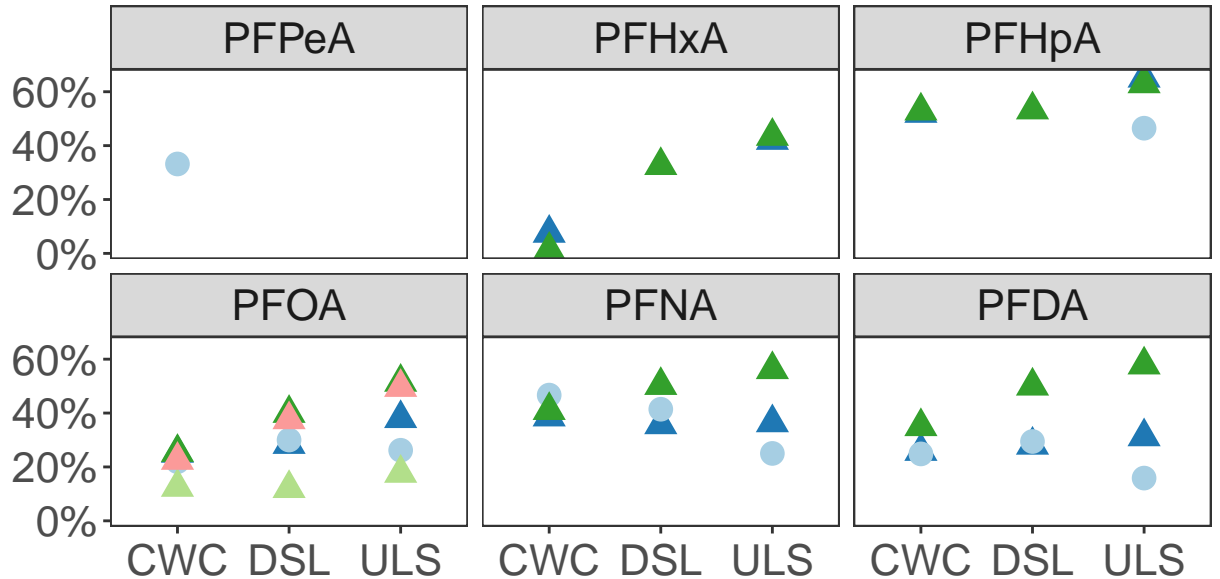 PFPeA PFHxA PFHpA
60%
40%
20%
0%
PFOA PFNA PFDA
60%
40%
20%
0%
CWC DSL ULS CWC DSL ULS CWC DSL ULS